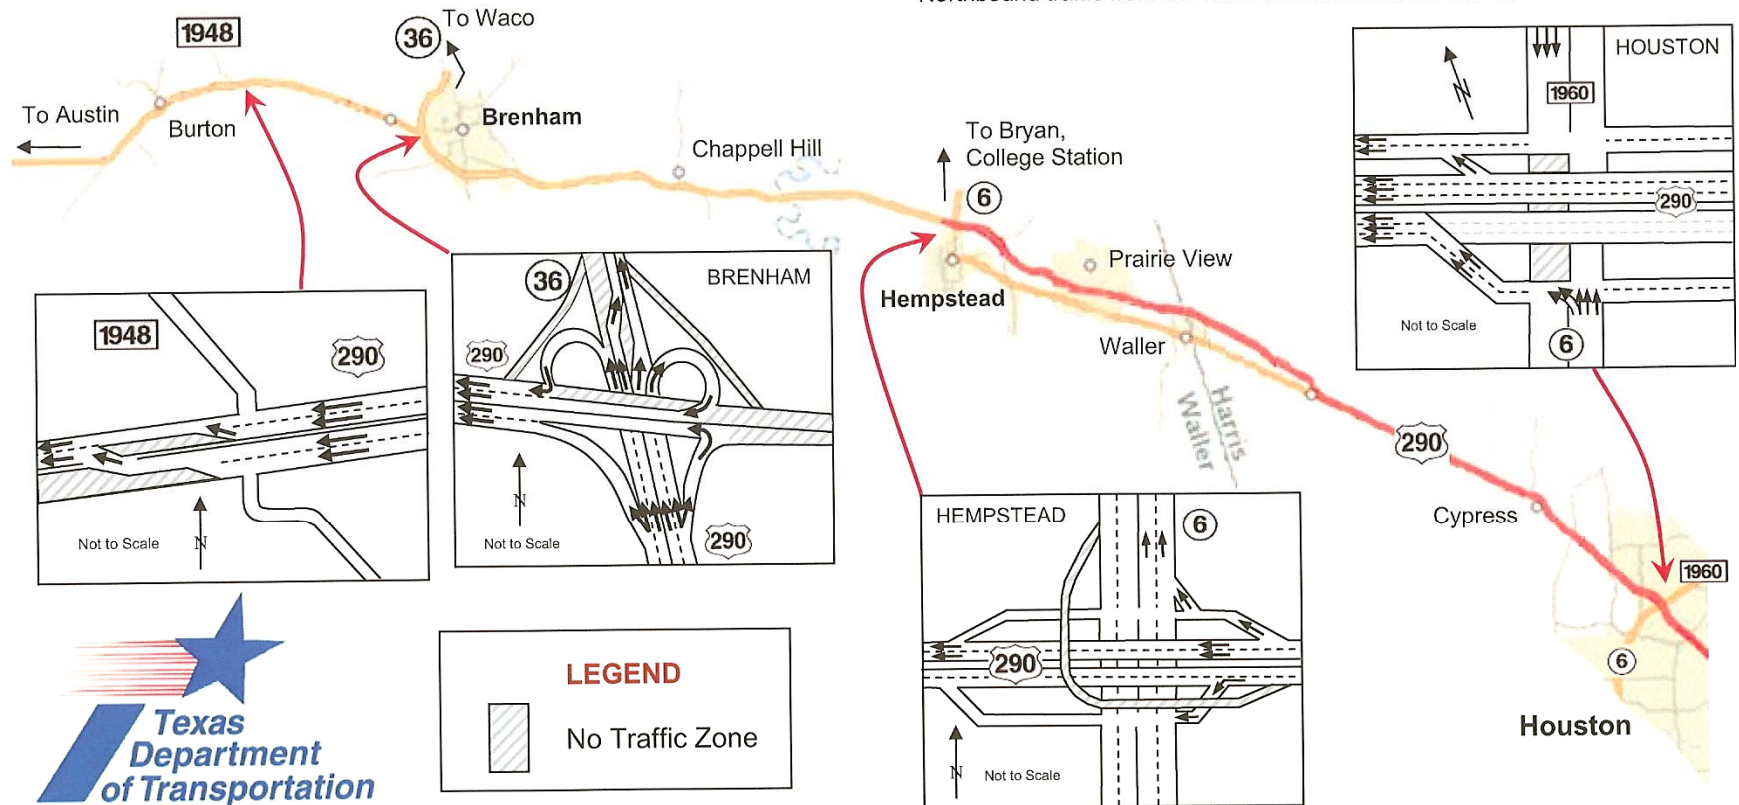 1948
36
To Waco
To Austin
Burton
Brenham
Chappell Hill
To Bryan,
College Station
6
Prairie View
Hempstead
Waller
Harris
Waller
290
Cypress
1960
6
Houston
HOUSTON
1960
290
Not to Scale
6
1948
290
Not to Scale
N
36
BRENHAM
290
N
Not to Scale
290
HEMPSTEAD
6
290
N
Not to Scale
LEGEND
No Traffic Zone
Texas
Department
of Transportation